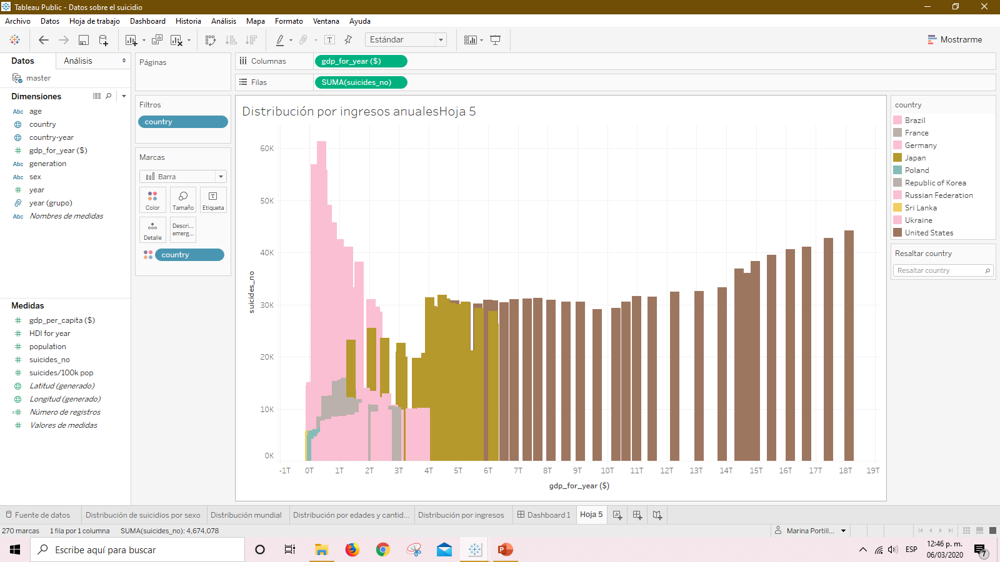 Tableau Public - Datos sobre el suicidio
Archivo Datos Hoja de trabajo Dashboard Historia Análisis Mapa Formato Ventana Ayuda
Estándar
Mostrarme
Datos Análisis
master
Dimensiones
Abc age
country
country-year
gdp_for_year ($)
Abc generation
Abc sex
year
year (grupo)
Abc Nombres de medidas
Medidas
gdp_per_capita ($)
HDI for year
population
suicides_no
suicides/100k pop
Latitud (generado)
Longitud (generado)
Número de registros
Valores de medidas
Páginas
Filtros
country
Marcas
Barra
Color Tamaño Etiqueta
Detalle Descri... emerg...
country
Columnas gdp_for_year ($)
Filas SUMA(suicides_no)
Distribución por ingresos anualesHoja 5
60K
50K
40K
30K
20K
10K
0K
suicides_no
-1T 0T 1T 2T 3T 4T 5T 6T 7T 8T 9T 10T 11T 12T 13T 14T 15T 16T 17T 18T 19T
gdp_for_year ($)
country
Brazil
France
Germany
Japan
Poland
Republic of Korea
Russian Federation
Sri Lanka
Ukraine
United States
Resaltar country
Resaltar country
Fuente de datos Distribución de suicidios por sexo Distribución mundial Distribución por edades y cantid... Distribución por ingresos Dashboard 1 Hoja 5
270 marcas 1 fila por 1 columna SUMA(suicides_no): 4,674,078 Marina Portill...
Escribe aquí para buscar
ESP
12:46 p. m.
06/03/2020
7